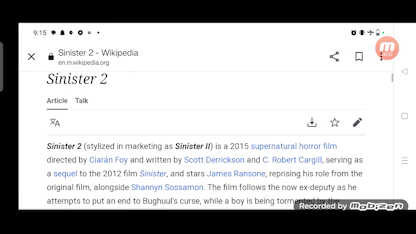 9:15
Sinister 2 - Wikipedia
en.m.wikipedia.org
Sinister 2
Article Talk
Sinister 2 (stylized in marketing as Sinister II) is a 2015 supernatural horror film
directed by Ciarán Foy and written by Scott Derrickson and C. Robert Cargill, serving as
a sequel to the 2012 film Sinister, and stars James Ransone, reprising his role from the
original film, alongside Shannyn Sossamon. The film follows the now ex-deputy as he
attempts to put an end to Bughuul's curse, while a boy is being tormented by the
Recorded by Mobizen